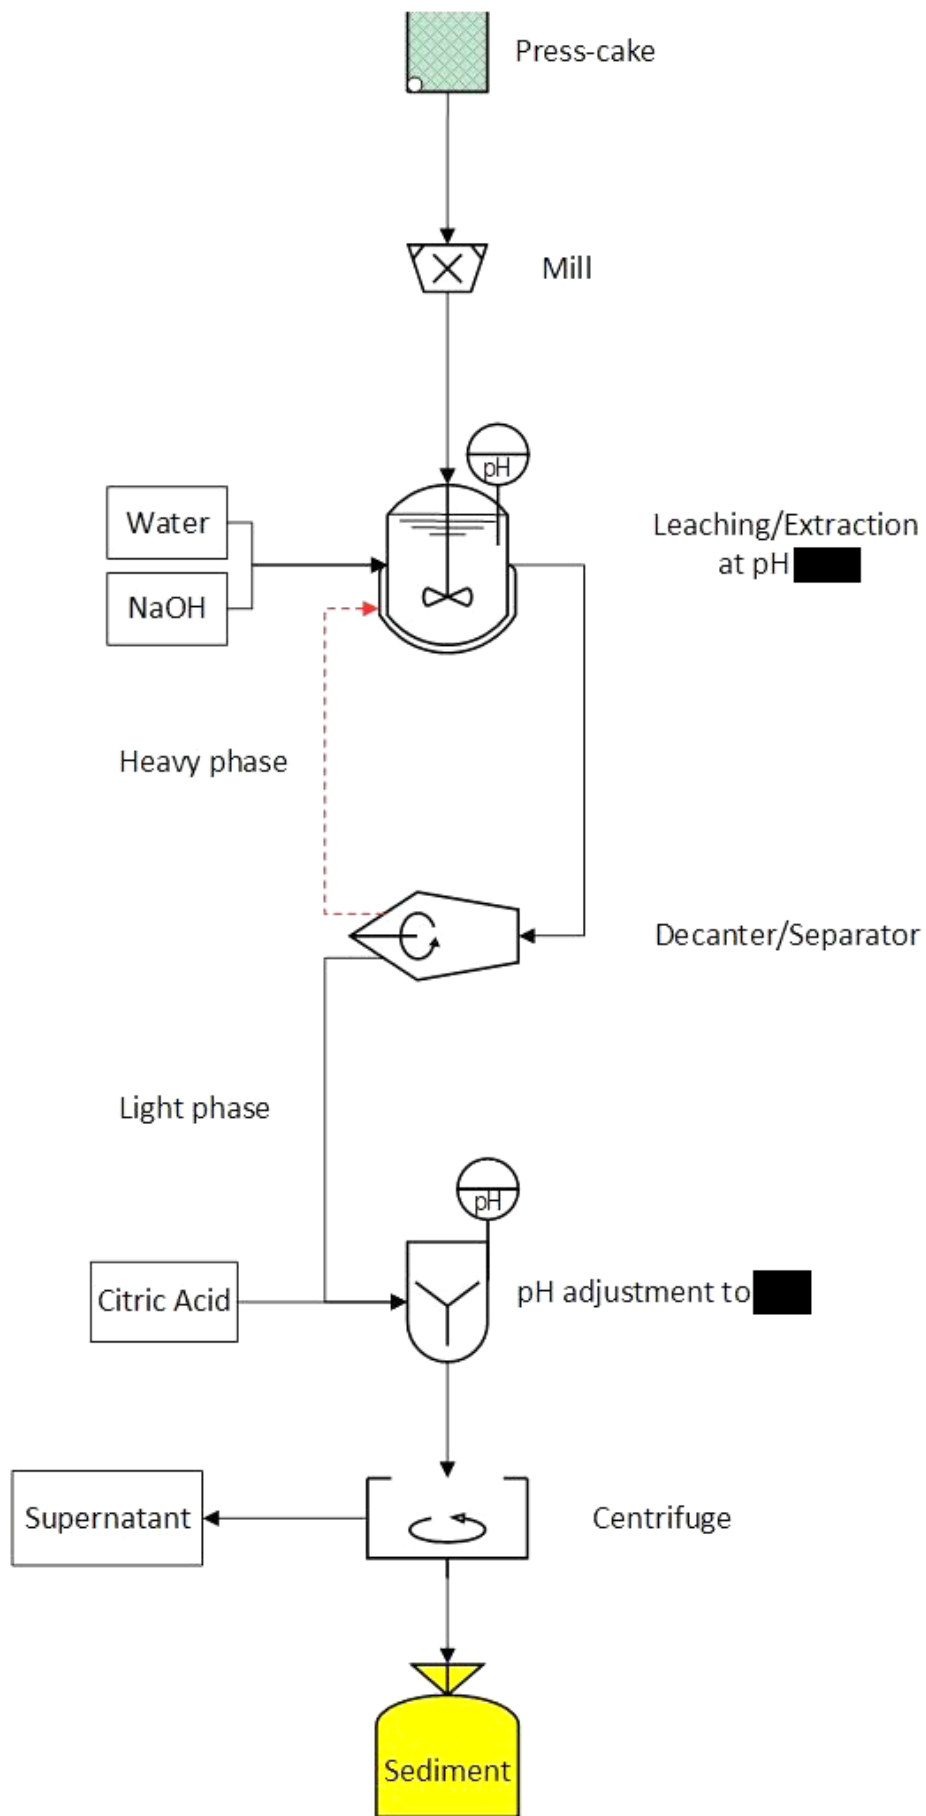 Press-cake
Mill
pH
Water
NaOH
Leaching/Extraction
at pH
Heavy phase
Decanter/Separator
Light phase
pH
Citric Acid
pH adjustment to
Supernatant
Centrifuge
Sediment